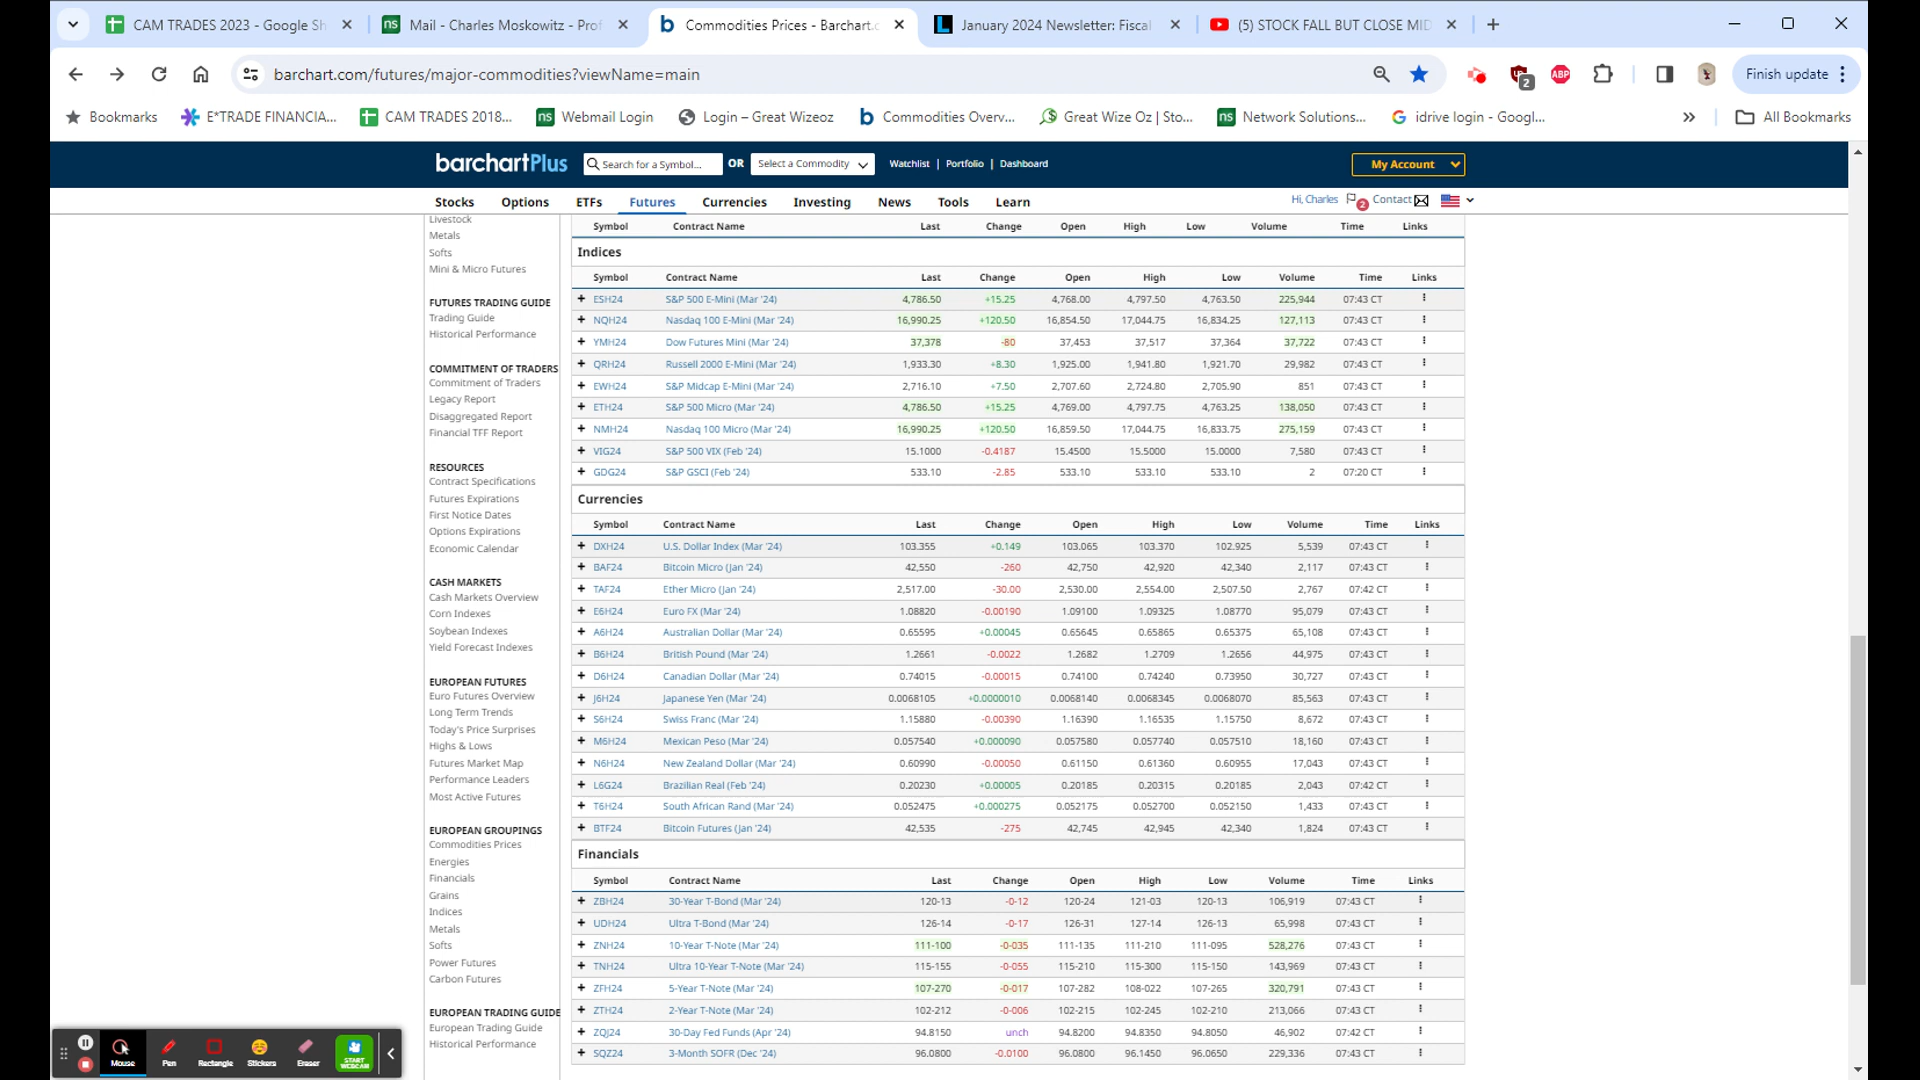 CAM TRADES 2023 - Google Sh
Mail - Charles Moskowitz - Prof
Commodities Prices - Barchart.c
January 2024 Newsletter: Fiscal
(5) STOCK FALL BUT CLOSE MID
barchart.com/futures/major-commodities?viewName=main
2
ABP
Finish update
Bookmarks
E*TRADE FINANCIA...
CAM TRADES 2018...
ns Webmail Login
Login – Great Wizeoz
Commodities Overv...
Great Wize Oz | Sto...
ns Network Solutions...
idrive login - Googl...
All Bookmarks
barchartPlus Search for a Symbol... OR Select a Commodity Watchlist | Portfolio | Dashboard My Account
Stocks Options ETFs Futures Currencies Investing News Tools Learn Hi, Charles 2 Contact
Livestock
Metals
Softs
Mini & Micro Futures
FUTURES TRADING GUIDE
Trading Guide
Historical Performance
COMMITMENT OF TRADERS
Commitment of Traders
Legacy Report
Disaggregated Report
Financial TFF Report
RESOURCES
Contract Specifications
Futures Expirations
First Notice Dates
Options Expirations
Economic Calendar
CASH MARKETS
Cash Markets Overview
Corn Indexes
Soybean Indexes
Yield Forecast Indexes
EUROPEAN FUTURES
Euro Futures Overview
Long Term Trends
Today's Price Surprises
Highs & Lows
Futures Market Map
Performance Leaders
Most Active Futures
EUROPEAN GROUPINGS
Commodities Prices
Energies
Financials
Grains
Indices
Metals
Softs
Power Futures
Carbon Futures
EUROPEAN TRADING GUIDE
European Trading Guide
Historical Performance
Symbol Contract Name Last Change Open High Low Volume Time Links
Indices
Symbol Contract Name Last Change Open High Low Volume Time Links
+ ESH24 S&P 500 E-Mini (Mar '24) 4,786.50 +15.25 4,768.00 4,797.50 4,763.50 225,944 07:43 CT
+ NQH24 Nasdaq 100 E-Mini (Mar '24) 16,990.25 +120.50 16,854.50 17,044.75 16,834.25 127,113 07:43 CT
+ YMH24 Dow Futures Mini (Mar '24) 37,378 -80 37,453 37,517 37,364 37,722 07:43 CT
+ QRH24 Russell 2000 E-Mini (Mar '24) 1,933.30 +8.30 1,925.00 1,941.80 1,921.70 29,982 07:43 CT
+ EWH24 S&P Midcap E-Mini (Mar '24) 2,716.10 +7.50 2,707.60 2,724.80 2,705.90 851 07:43 CT
+ ETH24 S&P 500 Micro (Mar '24) 4,786.50 +15.25 4,769.00 4,797.75 4,763.25 138,050 07:43 CT
+ NMH24 Nasdaq 100 Micro (Mar '24) 16,990.25 +120.50 16,859.50 17,044.75 16,833.75 275,159 07:43 CT
+ VIG24 S&P 500 VIX (Feb '24) 15.1000 -0.4187 15.4500 15.5000 15.0000 7,580 07:43 CT
+ GDG24 S&P GSCI (Feb '24) 533.10 -2.85 533.10 533.10 533.10 2 07:20 CT
Currencies
Symbol Contract Name Last Change Open High Low Volume Time Links
+ DXH24 U.S. Dollar Index (Mar '24) 103.355 +0.149 103.065 103.370 102.925 5,539 07:43 CT
+ BAF24 Bitcoin Micro (Jan '24) 42,550 -260 42,750 42,920 42,340 2,117 07:43 CT
+ TAF24 Ether Micro (Jan '24) 2,517.00 -30.00 2,530.00 2,554.00 2,507.50 2,767 07:42 CT
+ E6H24 Euro FX (Mar '24) 1.08820 -0.00190 1.09100 1.09325 1.08770 95,079 07:43 CT
+ A6H24 Australian Dollar (Mar '24) 0.65595 +0.00045 0.65645 0.65865 0.65375 65,108 07:43 CT
+ B6H24 British Pound (Mar '24) 1.2661 -0.0022 1.2682 1.2709 1.2656 44,975 07:43 CT
+ D6H24 Canadian Dollar (Mar '24) 0.74015 -0.00015 0.74100 0.74240 0.73950 30,727 07:43 CT
+ J6H24 Japanese Yen (Mar '24) 0.0068105 +0.0000010 0.0068140 0.0068345 0.0068070 85,563 07:43 CT
+ S6H24 Swiss Franc (Mar '24) 1.15880 -0.00390 1.16390 1.16535 1.15750 8,672 07:43 CT
+ M6H24 Mexican Peso (Mar '24) 0.057540 +0.000090 0.057580 0.057740 0.057510 18,160 07:43 CT
+ N6H24 New Zealand Dollar (Mar '24) 0.60990 -0.00050 0.61150 0.61360 0.60955 17,043 07:43 CT
+ L6G24 Brazilian Real (Feb '24) 0.20230 +0.00005 0.20185 0.20315 0.20185 2,043 07:42 CT
+ T6H24 South African Rand (Mar '24) 0.052475 +0.000275 0.052175 0.052700 0.052150 1,433 07:43 CT
+ BTF24 Bitcoin Futures (Jan '24) 42,535 -275 42,745 42,945 42,340 1,824 07:43 CT
Financials
Symbol Contract Name Last Change Open High Low Volume Time Links
+ ZBH24 30-Year T-Bond (Mar '24) 120-13 -0-12 120-24 121-03 120-13 106,919 07:43 CT
+ UDH24 Ultra T-Bond (Mar '24) 126-14 -0-17 126-31 127-14 126-13 65,998 07:43 CT
+ ZNH24 10-Year T-Note (Mar '24) 111-100 -0-035 111-135 111-210 111-095 528,276 07:43 CT
+ TNH24 Ultra 10-Year T-Note (Mar '24) 115-155 -0-055 115-210 115-300 115-150 143,969 07:43 CT
+ ZFH24 5-Year T-Note (Mar '24) 107-270 -0-017 107-282 108-022 107-265 320,791 07:43 CT
+ ZTH24 2-Year T-Note (Mar '24) 102-212 -0-006 102-215 102-245 102-210 213,066 07:43 CT
+ ZQJ24 30-Day Fed Funds (Apr '24) 94.8150 unch 94.8200 94.8350 94.8050 46,902 07:42 CT
+ SQZ24 3-Month SOFR (Dec '24) 96.0800 -0.0100 96.0800 96.1450 96.0650 229,336 07:43 CT
Mouse Pen Rectangle Stickers Eraser START WEBCAM